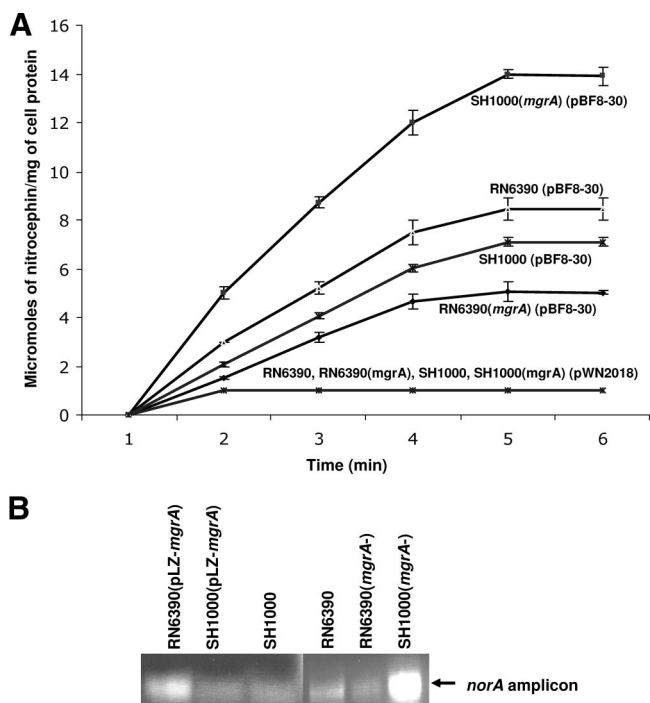 A
Micromoles of nitrocephin/mg of cell protein
16
14
12
10
8
6
4
2
0
SH1000(mgrA) (pBF8-30)
RN6390 (pBF8-30)
SH1000 (pBF8-30)
RN6390(mgrA) (pBF8-30)
RN6390, RN6390(mgrA), SH1000, SH1000(mgrA) (pWN2018)
1 2 3 4 5 6
Time (min)
B
RN6390(pLZ-mgrA)
SH1000(pLZ-mgrA)
SH1000
RN6390
RN6390(mgrA-)
SH1000(mgrA-)
norA amplicon